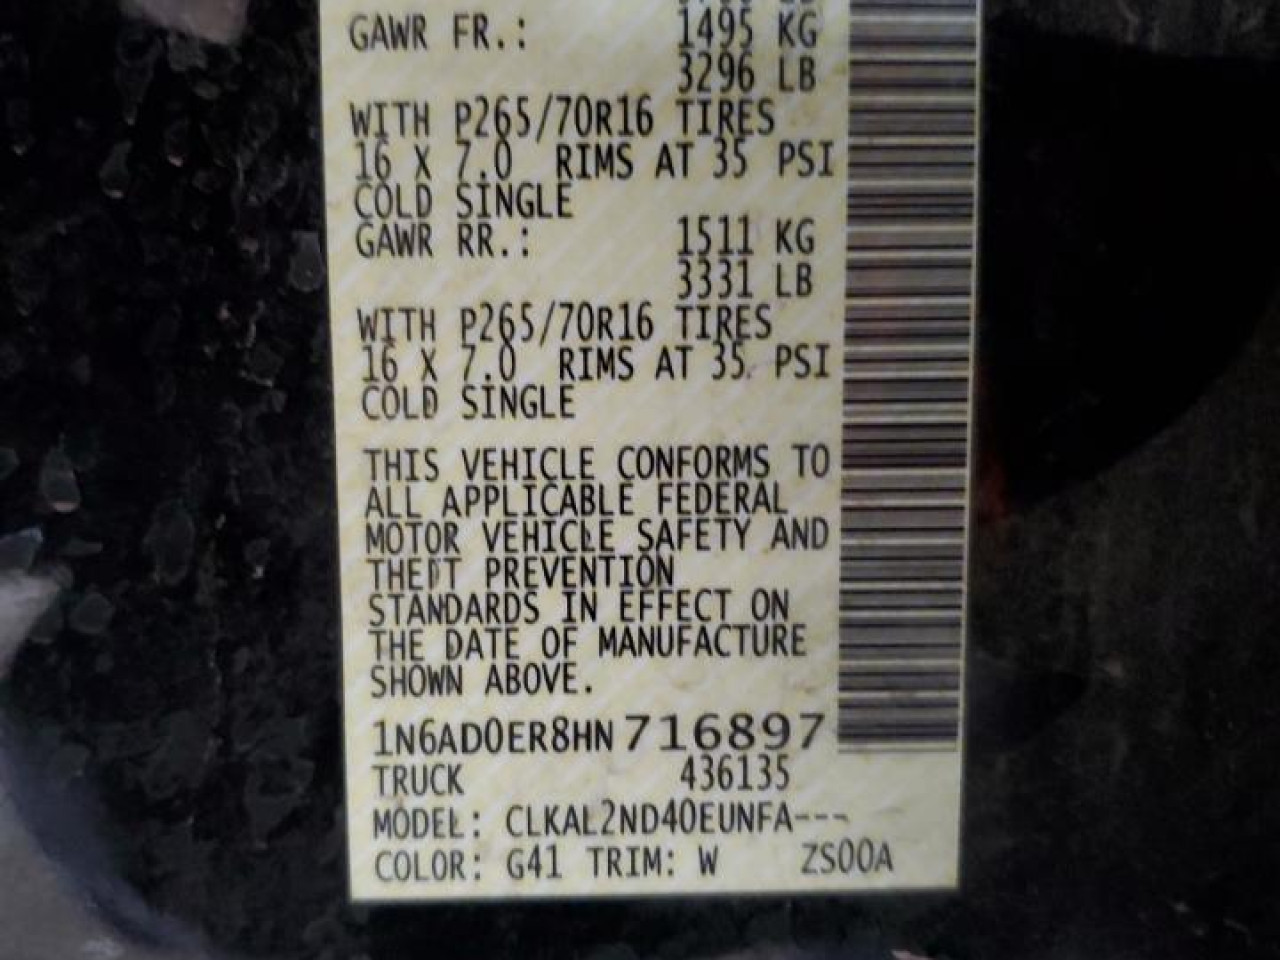 GAWR FR.: 1495 KG
3296 LB
WITH P265/70R16 TIRES
16 X 7.0 RIMS AT 35 PSI
COLD SINGLE
GAWR RR.: 1511 KG
3331 LB
WITH P265/70R16 TIRES
16 X 7.0 RIMS AT 35 PSI
COLD SINGLE
THIS VEHICLE CONFORMS TO
ALL APPLICABLE FEDERAL
MOTOR VEHICLE SAFETY AND
THEFT PREVENTION
STANDARDS IN EFFECT ON
THE DATE OF MANUFACTURE
SHOWN ABOVE.
1N6AD0ER8HN716897
TRUCK 436135
MODEL: CLKAL2ND40EUNFA---
COLOR: G41 TRIM: W ZS00A